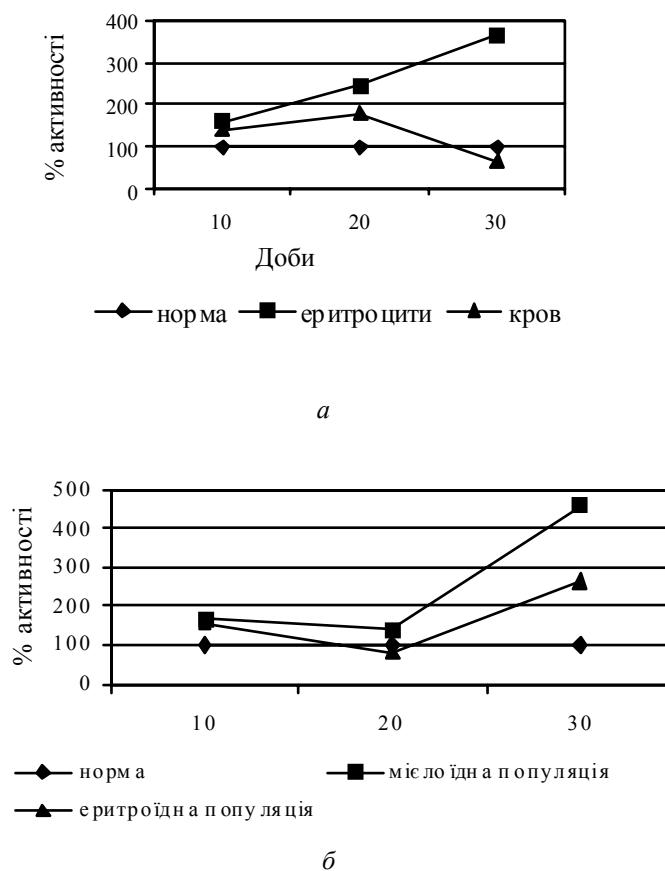 400
300
200
100
0
% активності
10 20 30
Доби
норма еритроцити кров
а
500
400
300
200
100
0
% активності
10 20 30
норма мієлоїдна популяція
еритроїдна популяція
б